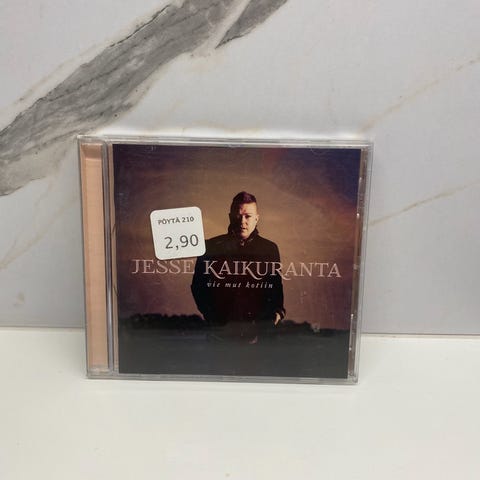 PÖYTÄ 210
2,90
JESSE KAIKURANTA
vie mut kotiin